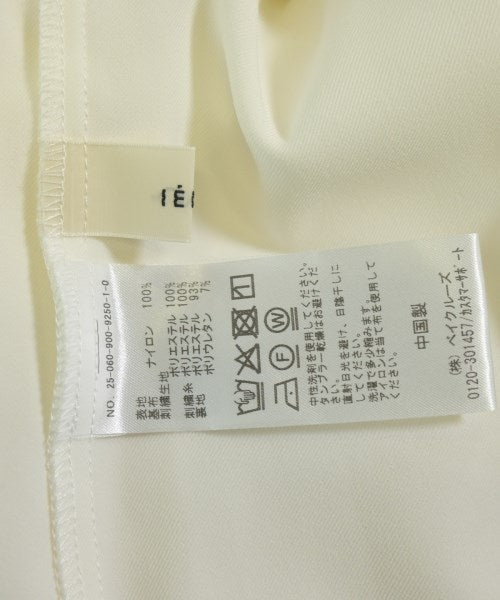 m.
NO. 25-060-900-9250-1-0
表地
基布 ナイロン 100%
刺繍生地 ポリエステル 100%
刺繍糸 ポリエステル 100%
裏地 ポリエステル 93%
ポリウレタン 7%
中性洗剤を使用してください。
タンブラー乾燥はお避けください。
直射日光を避け、日陰干しにしてください。
洗濯で多少縮みます。
アイロンは当て布を使用してください。
中国製
(株) ベイクルーズ
0120-301457/カスタマーサポート